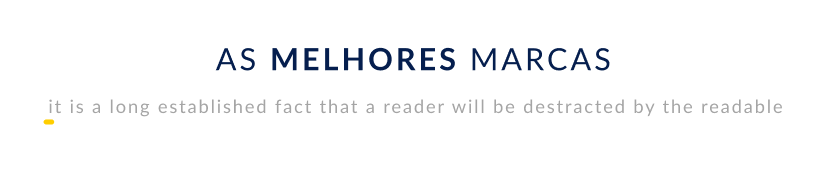 AS MELHORES MARCAS
it is a long established fact that a reader will be destracted by the readable